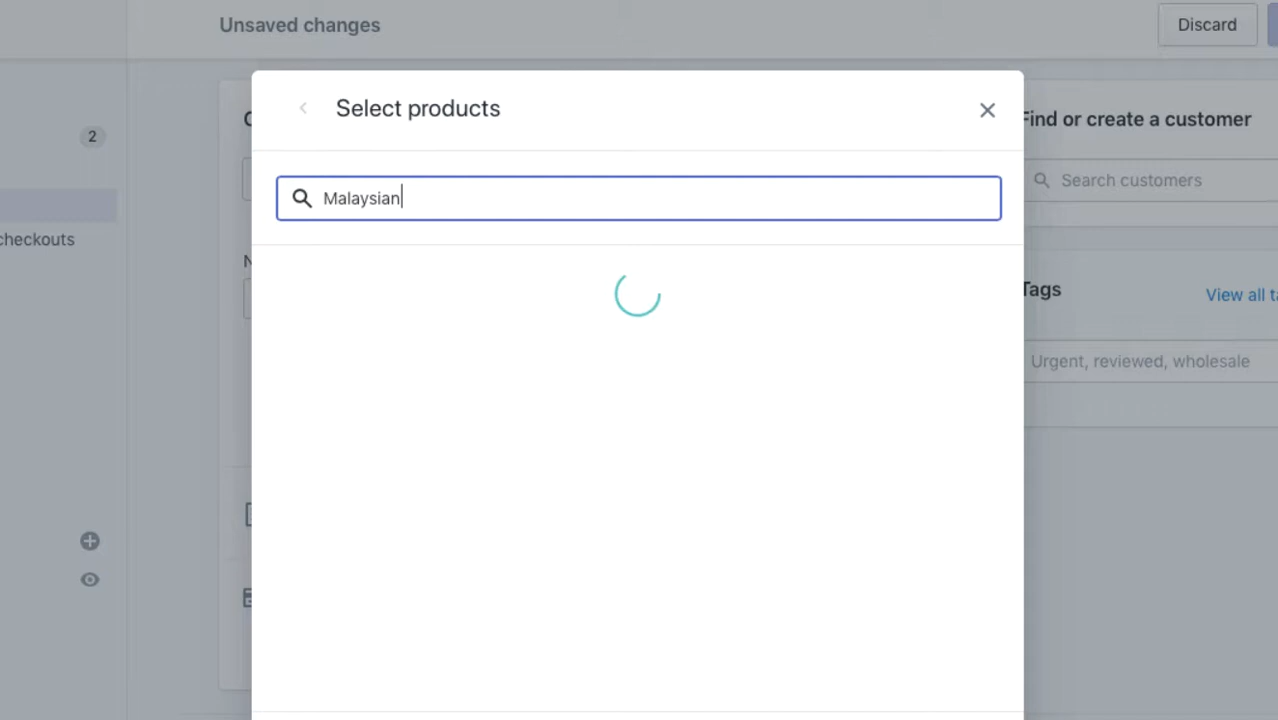 Unsaved changes
Discard
Select products
Find or create a customer
2
Search customers
Malaysian
checkouts
Tags
View all
Urgent, reviewed, wholesale